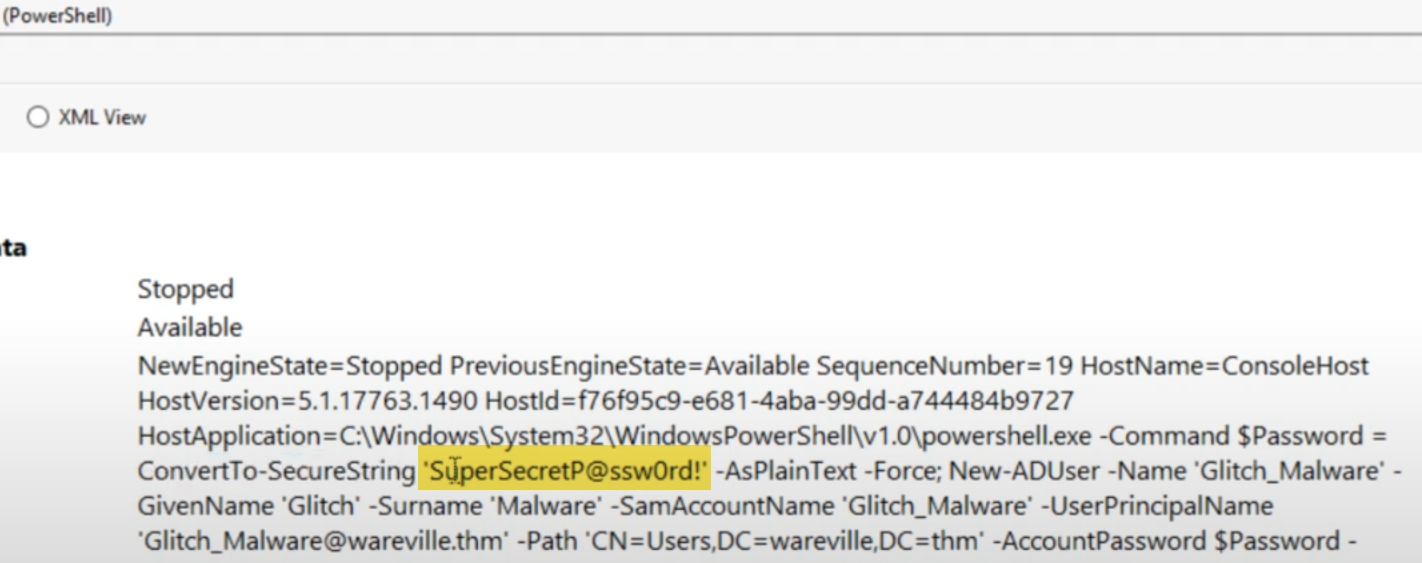 (PowerShell)
XML View
ata
Stopped
Available
NewEngineState=Stopped PreviousEngineState=Available SequenceNumber=19 HostName=ConsoleHost
HostVersion=5.1.17763.1490 HostId=f76f95c9-e681-4aba-99dd-a744484b9727
HostApplication=C:\Windows\System32\WindowsPowerShell\v1.0\powershell.exe -Command $Password =
ConvertTo-SecureString 'SuperSecretP@ssw0rd!' -AsPlainText -Force; New-ADUser -Name 'Glitch_Malware' -
GivenName 'Glitch' -Surname 'Malware' -SamAccountName 'Glitch_Malware' -UserPrincipalName
'Glitch_Malware@wareville.thm' -Path 'CN=Users,DC=wareville,DC=thm' -AccountPassword $Password -